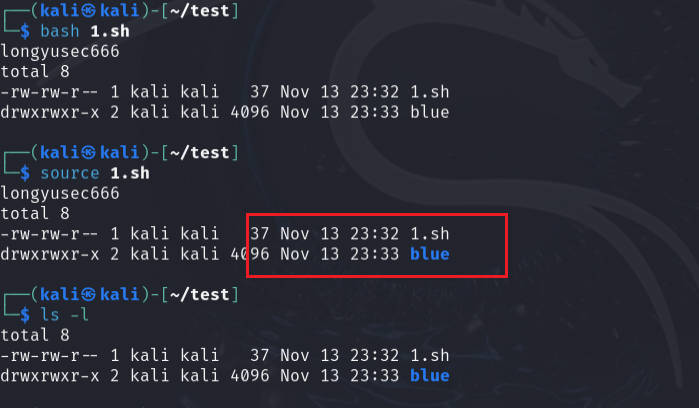 ┌──(kali㉿kali)-[~/test]
└─$ bash 1.sh
longyusec666
total 8
-rw-rw-r-- 1 kali kali   37 Nov 13 23:32 1.sh
drwxrwxr-x 2 kali kali 4096 Nov 13 23:33 blue
┌──(kali㉿kali)-[~/test]
└─$ source 1.sh
longyusec666
total 8
-rw-rw-r-- 1 kali kali   37 Nov 13 23:32 1.sh
drwxrwxr-x 2 kali kali 4096 Nov 13 23:33 blue
┌──(kali㉿kali)-[~/test]
└─$ ls -l
total 8
-rw-rw-r-- 1 kali kali   37 Nov 13 23:32 1.sh
drwxrwxr-x 2 kali kali 4096 Nov 13 23:33 blue